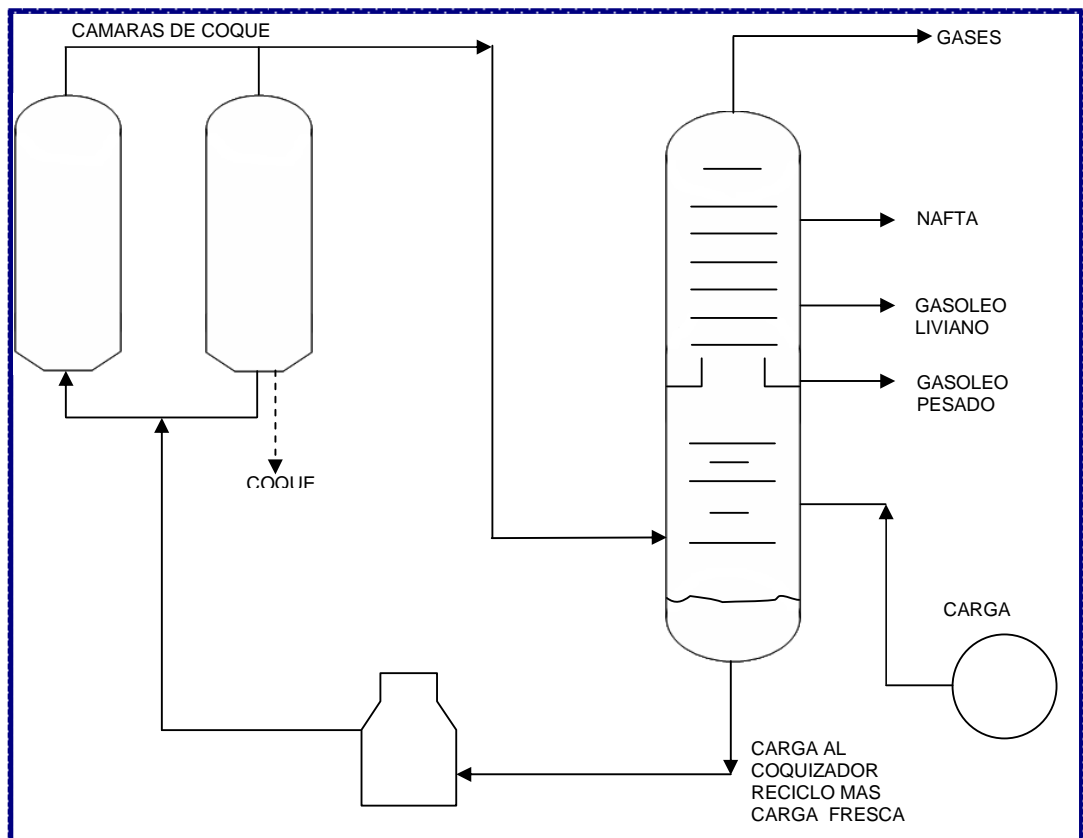 CAMARAS DE COQUE
GASES
NAFTA
GASOLEO
LIVIANO
GASOLEO
PESADO
COQUE
CARGA
CARGA AL
COQUIZADOR
RECICLO MAS
CARGA FRESCA